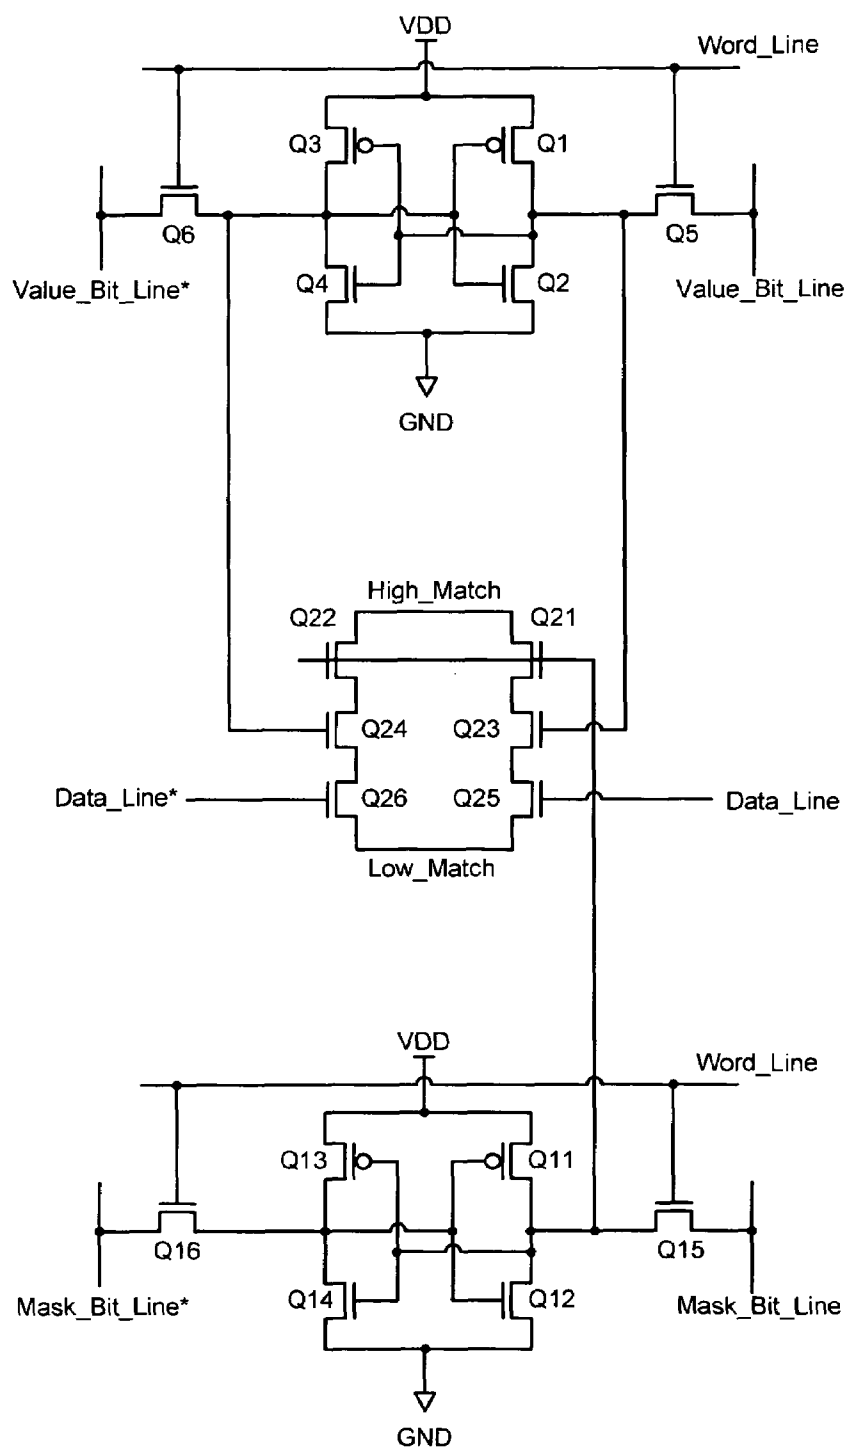 VDD
Word_Line
Q3
Q1
Q6
Q5
Q4
Q2
Value_Bit_Line*
Value_Bit_Line
GND
High_Match
Q22
Q21
Q24
Q23
Data_Line*
Q26
Q25
Data_Line
Low_Match
VDD
Word_Line
Q13
Q11
Q16
Q15
Q14
Q12
Mask_Bit_Line*
Mask_Bit_Line
GND